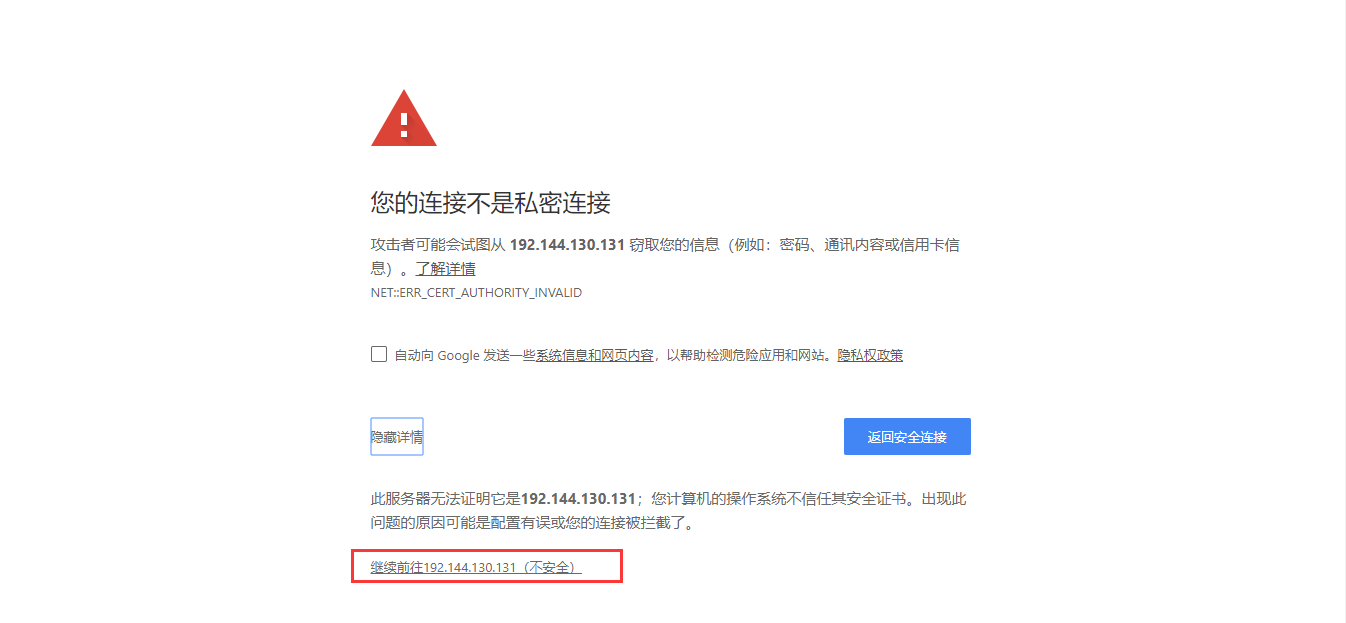 您的连接不是私密连接
攻击者可能会试图从 192.144.130.131 窃取您的信息（例如：密码、通讯内容或信用卡信
息）。了解详情
NET::ERR_CERT_AUTHORITY_INVALID
自动向 Google 发送一些系统信息和网页内容，以帮助检测危险应用和网站。隐私权政策
隐藏详情
返回安全连接
此服务器无法证明它是192.144.130.131；您计算机的操作系统不信任其安全证书。出现此
问题的原因可能是配置有误或您的连接被拦截了。
继续前往192.144.130.131（不安全）